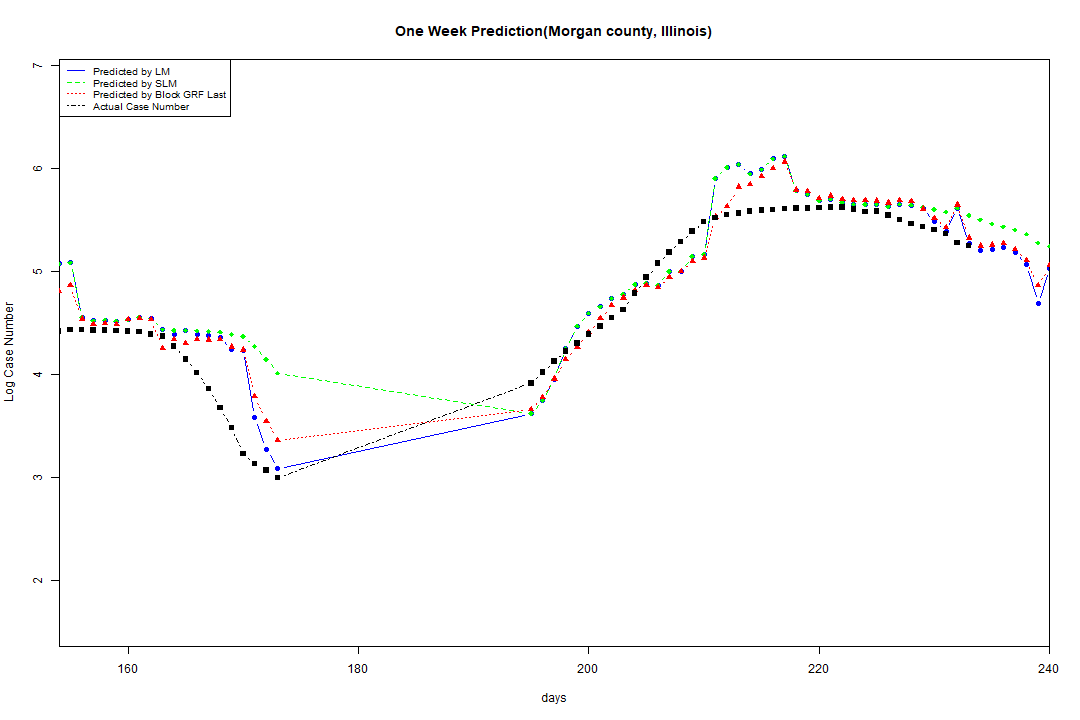 One Week Prediction(Morgan county, Illinois)
Predicted by LM
Predicted by SLM
Predicted by Block GRF Last
Actual Case Number
7
6
5
4
3
2
Log Case Number
160 180 200 220 240
days